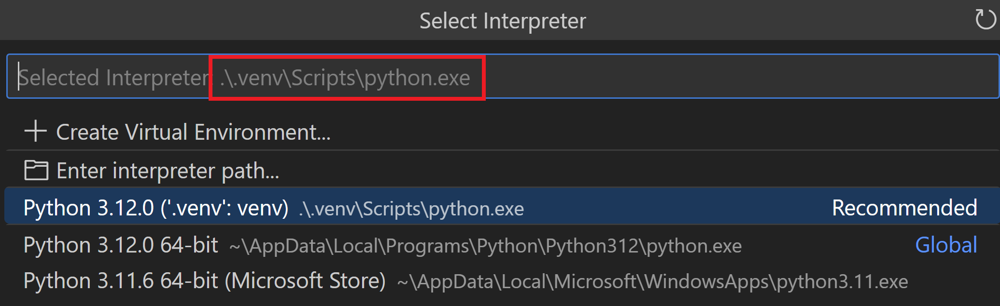 Select Interpreter
Selected Interpreter: .\.venv\Scripts\python.exe
Create Virtual Environment...
Enter interpreter path...
Python 3.12.0 ('.venv': venv) .\.venv\Scripts\python.exe Recommended
Python 3.12.0 64-bit ~\AppData\Local\Programs\Python\Python312\python.exe Global
Python 3.11.6 64-bit (Microsoft Store) ~\AppData\Local\Microsoft\WindowsApps\python3.11.exe